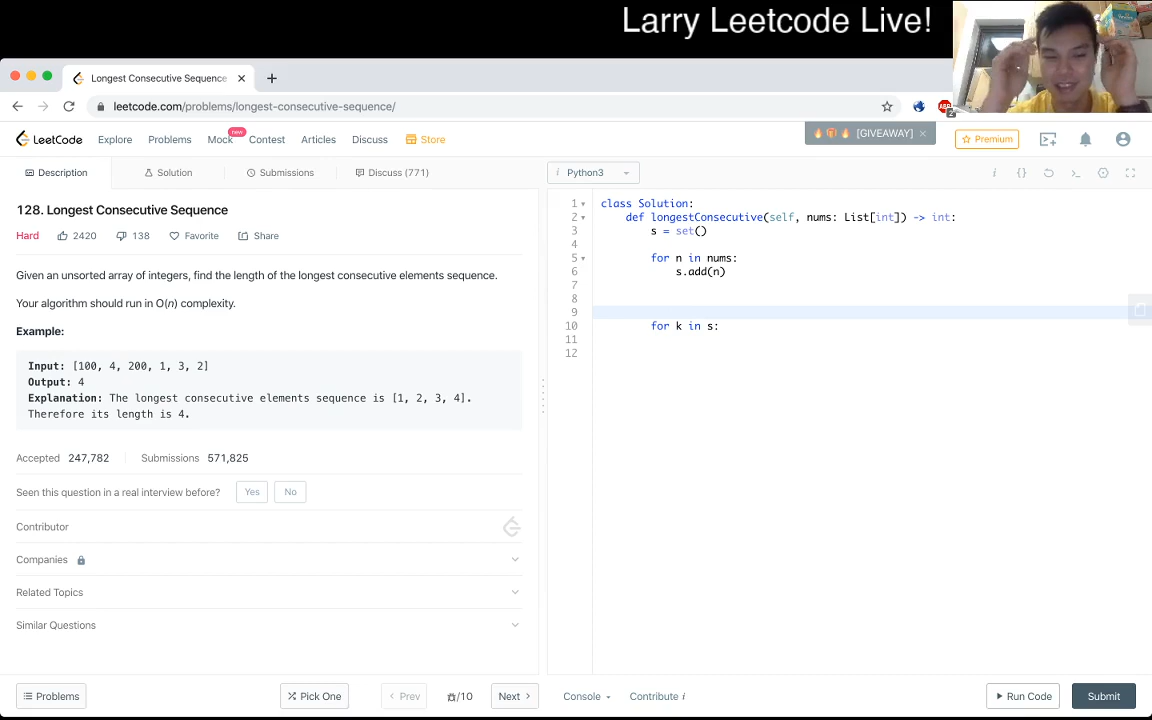 Larry Leetcode Live!
Longest Consecutive Sequence
leetcode.com/problems/longest-consecutive-sequence/
LeetCode Explore Problems Mock new Contest Articles Discuss Store [GIVEAWAY] Premium
Description Solution Submissions Discuss (771) i Python3
128. Longest Consecutive Sequence
Hard 2420 138 Favorite Share
Given an unsorted array of integers, find the length of the longest consecutive elements sequence.
Your algorithm should run in O(n) complexity.
Example:
Input: [100, 4, 200, 1, 3, 2]
Output: 4
Explanation: The longest consecutive elements sequence is [1, 2, 3, 4].
Therefore its length is 4.
Accepted 247,782 Submissions 571,825
Seen this question in a real interview before? Yes No
Contributor
Companies
Related Topics
Similar Questions
1 class Solution:
2 def longestConsecutive(self, nums: List[int]) -> int:
3 s = set()
4
5 for n in nums:
6 s.add(n)
7
8
9
10 for k in s:
11
12
Problems Pick One < Prev /10 Next > Console Contribute i Run Code Submit